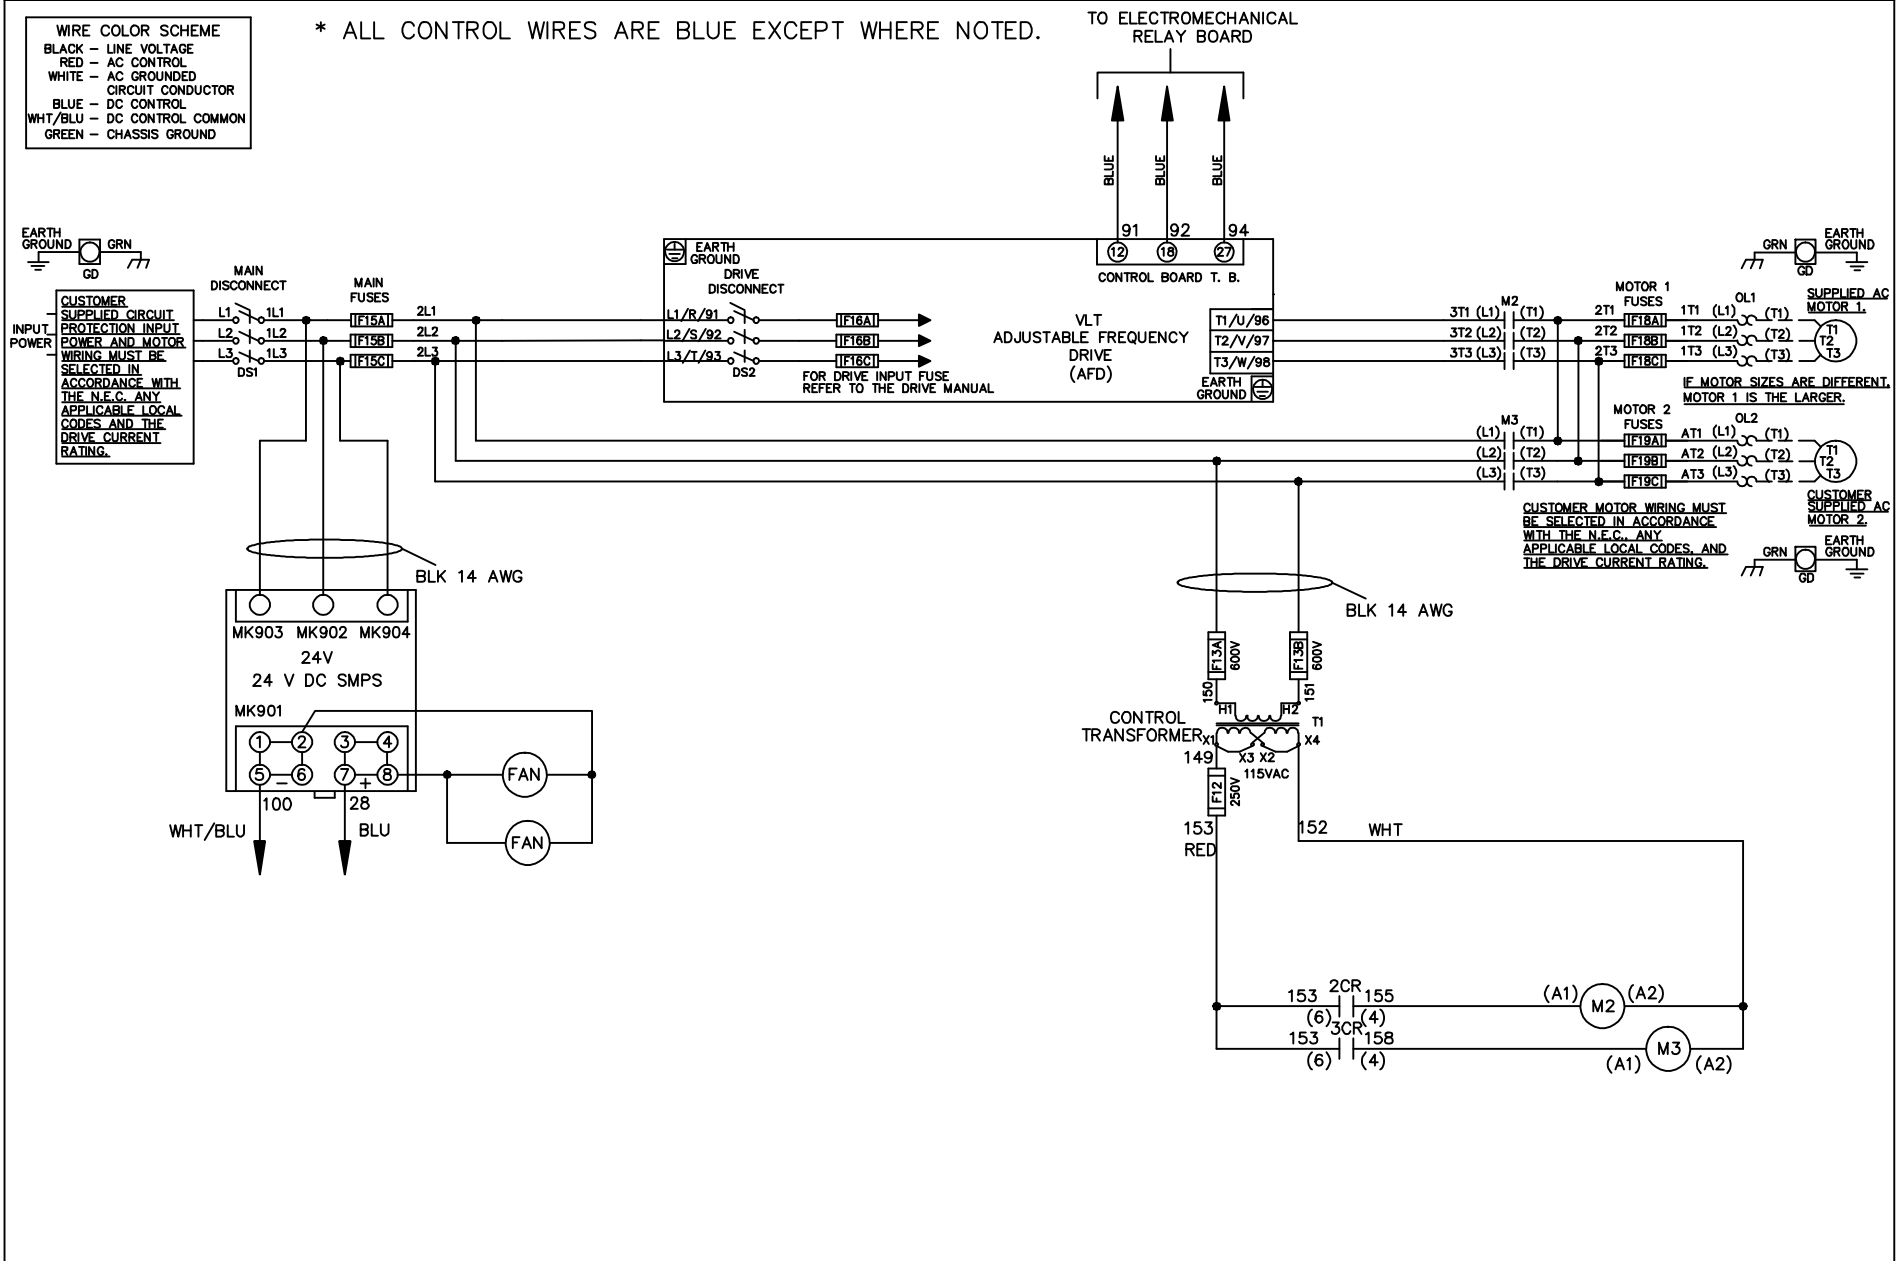 WIRE COLOR SCHEME
BLACK – LINE VOLTAGE
RED – AC CONTROL
WHITE – AC GROUNDED
CIRCUIT CONDUCTOR
BLUE – DC CONTROL
WHT/BLU – DC CONTROL COMMON
GREEN – CHASSIS GROUND
* ALL CONTROL WIRES ARE BLUE EXCEPT WHERE NOTED.
TO ELECTROMECHANICAL
RELAY BOARD
BLUE
BLUE
BLUE
91 92 94
12 18 27
CONTROL BOARD T. B.
EARTH
GROUND
GRN
GD
INPUT
POWER
CUSTOMER
SUPPLIED CIRCUIT
PROTECTION INPUT
POWER AND MOTOR
WIRING MUST BE
SELECTED IN
ACCORDANCE WITH
THE N.E.C. ANY
APPLICABLE LOCAL
CODES AND THE
DRIVE CURRENT
RATING.
MAIN
DISCONNECT
L1 1L1
L2 1L2
L3 1L3
DS1
MAIN
FUSES
F15A
F15B
F15C
2L1
2L2
2L3
EARTH
GROUND
DRIVE
DISCONNECT
L1/R/91
L2/S/92
L3/T/93
DS2
F16A
F16B
F16C
FOR DRIVE INPUT FUSE
REFER TO THE DRIVE MANUAL
VLT
ADJUSTABLE FREQUENCY
DRIVE
(AFD)
T1/U/96
T2/V/97
T3/W/98
EARTH
GROUND
M2
3T1 (L1) (T1)
3T2 (L2) (T2)
3T3 (L3) (T3)
MOTOR 1
FUSES
2T1 F18A 1T1 (L1)
2T2 F18B 1T2 (L2)
2T3 F18C 1T3 (L3)
OL1
(T1)
(T2)
(T3)
GRN
GD
EARTH
GROUND
SUPPLIED AC
MOTOR 1.
T1
T2
T3
IF MOTOR SIZES ARE DIFFERENT,
MOTOR 1 IS THE LARGER.
M3
(L1) (T1)
(L2) (T2)
(L3) (T3)
MOTOR 2
FUSES
F19A AT1 (L1)
F19B AT2 (L2)
F19C AT3 (L3)
OL2
(T1)
(T2)
(T3)
T1
T2
T3
CUSTOMER
SUPPLIED AC
MOTOR 2.
CUSTOMER MOTOR WIRING MUST
BE SELECTED IN ACCORDANCE
WITH THE N.E.C., ANY
APPLICABLE LOCAL CODES, AND
THE DRIVE CURRENT RATING.
GRN
GD
EARTH
GROUND
BLK 14 AWG
MK903 MK902 MK904
24V
24 V DC SMPS
MK901
1 2 3 4
5 – 6 7 + 8
100 28
WHT/BLU
BLU
FAN
FAN
BLK 14 AWG
F13A
600V
F13B
600V
150
151
H1 H2
T1
CONTROL
TRANSFORMER
X1 X3 X2 X4
115VAC
149
F12
250V
153
RED
152
WHT
153 2CR 155
(6) (4)
(A1) M2 (A2)
153 3CR 158
(6) (4)
(A1) M3 (A2)